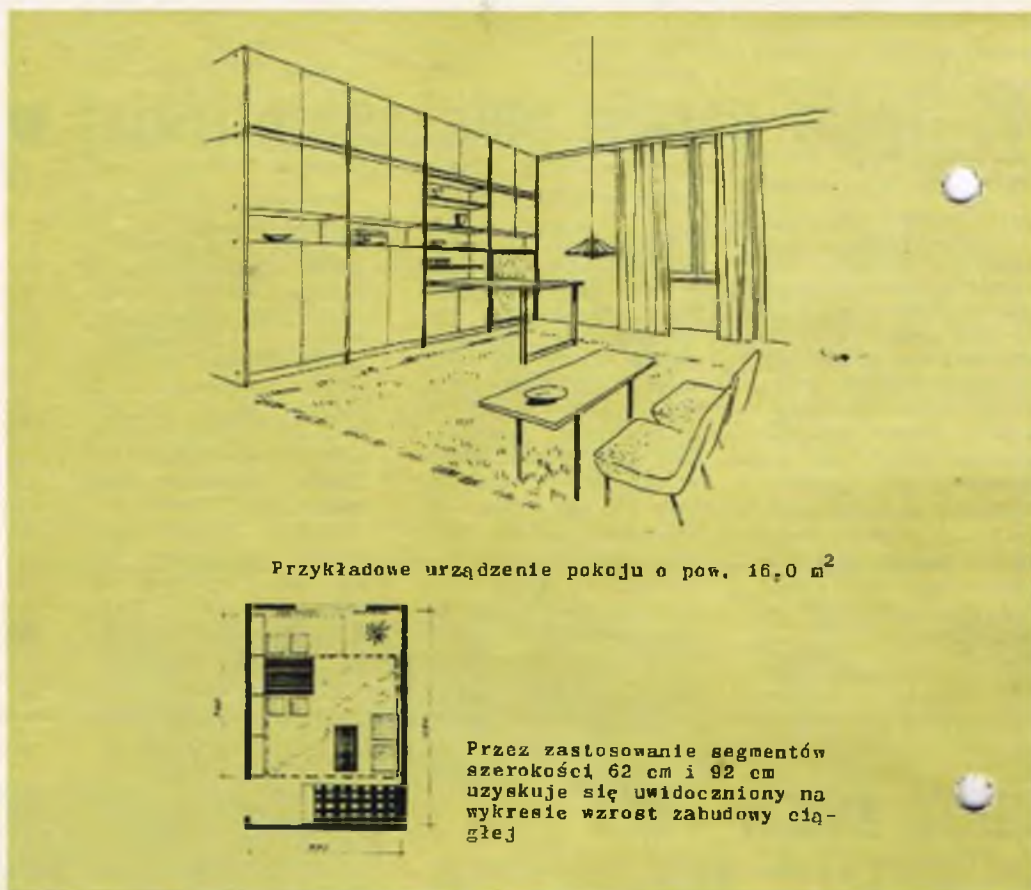 Przykładowe urządzenie pokoju o pow. 16.0 m²
Przez zastosowanie segmentów
szerokości 62 cm i 92 cm
uzyskuje się uwidoczniony na
wykresie wzrost zabudowy cią-
głej